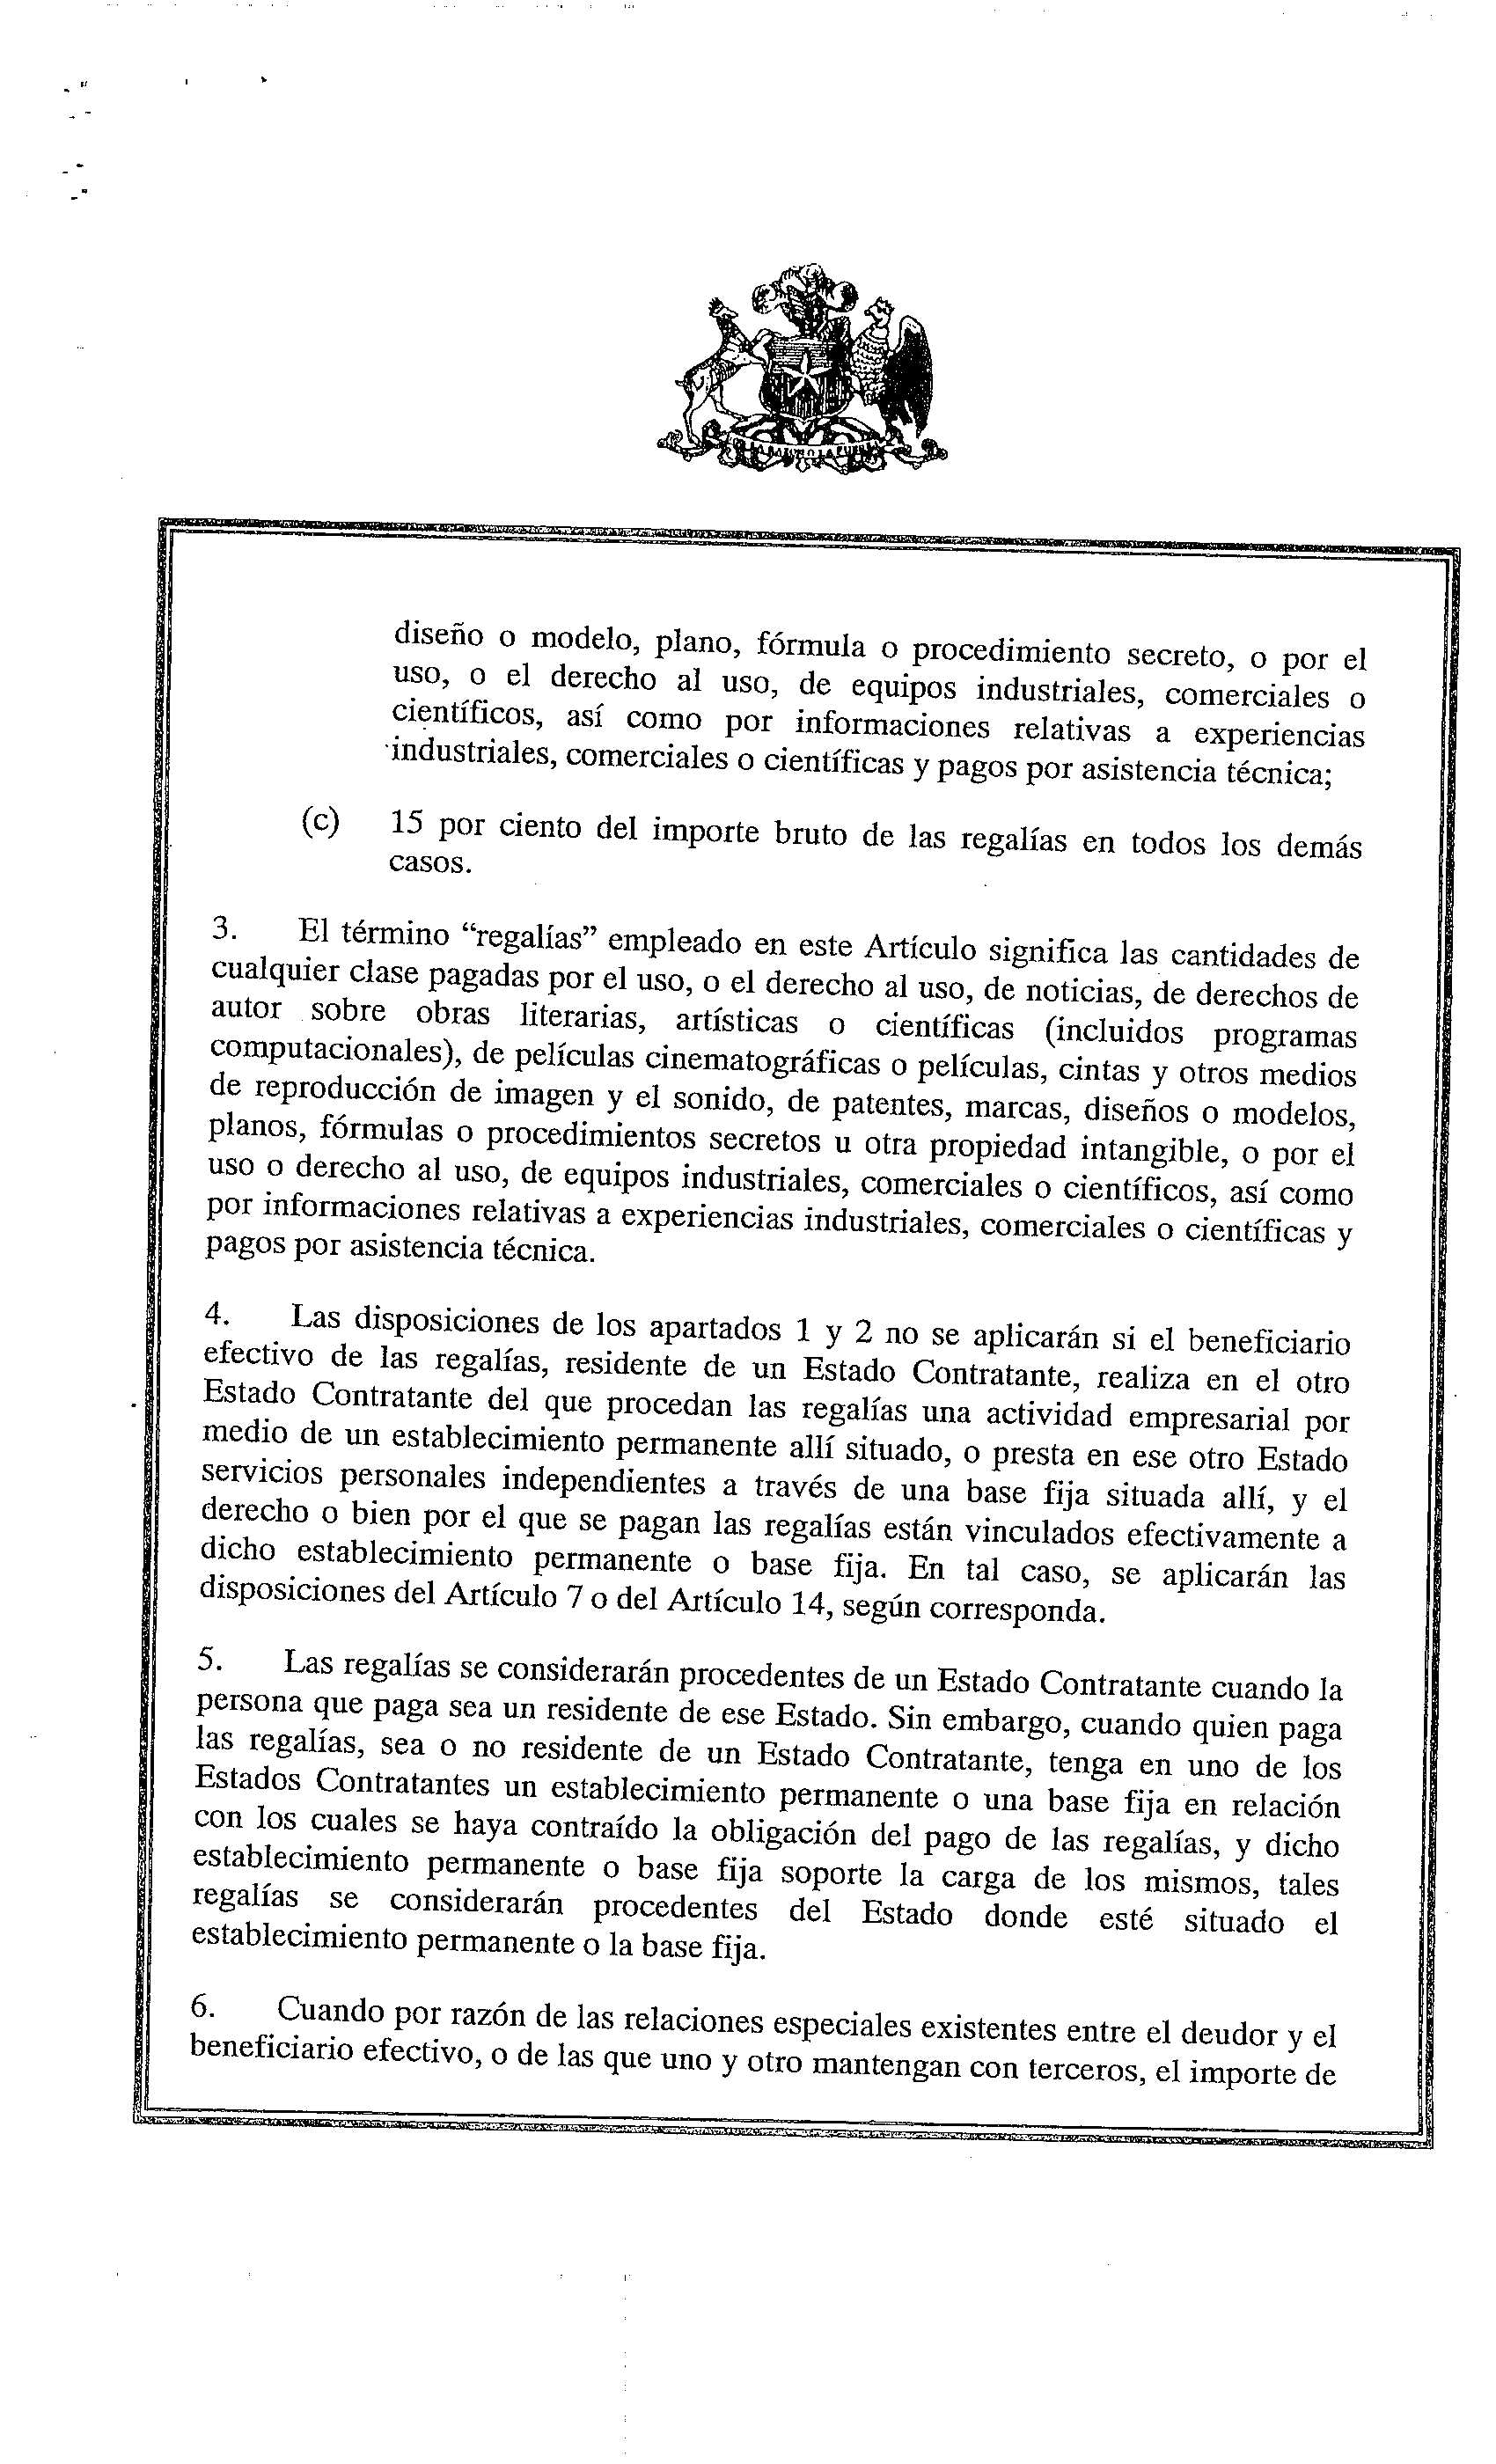 diseño o modelo, plano, fórmula o procedimiento secreto, o por el
uso, o el derecho al uso, de equipos industriales, comerciales o
científicos, así como por informaciones relativas a experiencias
industriales, comerciales o científicas y pagos por asistencia técnica;
(c) 15 por ciento del importe bruto de las regalías en todos los demás
casos.
3. El término “regalías” empleado en este Artículo significa las cantidades de
cualquier clase pagadas por el uso, o el derecho al uso, de noticias, de derechos de
autor sobre obras literarias, artísticas o científicas (incluidos programas
computacionales), de películas cinematográficas o películas, cintas y otros medios
de reproducción de imagen y el sonido, de patentes, marcas, diseños o modelos,
planos, fórmulas o procedimientos secretos u otra propiedad intangible, o por el
uso o derecho al uso, de equipos industriales, comerciales o científicos, así como
por informaciones relativas a experiencias industriales, comerciales o científicas y
pagos por asistencia técnica.
4. Las disposiciones de los apartados 1 y 2 no se aplicarán si el beneficiario
efectivo de las regalías, residente de un Estado Contratante, realiza en el otro
Estado Contratante del que procedan las regalías una actividad empresarial por
medio de un establecimiento permanente allí situado, o presta en ese otro Estado
servicios personales independientes a través de una base fija situada allí, y el
derecho o bien por el que se pagan las regalías están vinculados efectivamente a
dicho establecimiento permanente o base fija. En tal caso, se aplicarán las
disposiciones del Artículo 7 o del Artículo 14, según corresponda.
5. Las regalías se considerarán procedentes de un Estado Contratante cuando la
persona que paga sea un residente de ese Estado. Sin embargo, cuando quien paga
las regalías, sea o no residente de un Estado Contratante, tenga en uno de los
Estados Contratantes un establecimiento permanente o una base fija en relación
con los cuales se haya contraído la obligación del pago de las regalías, y dicho
establecimiento permanente o base fija soporte la carga de los mismos, tales
regalías se considerarán procedentes del Estado donde esté situado el
establecimiento permanente o la base fija.
6. Cuando por razón de las relaciones especiales existentes entre el deudor y el
beneficiario efectivo, o de las que uno y otro mantengan con terceros, el importe de